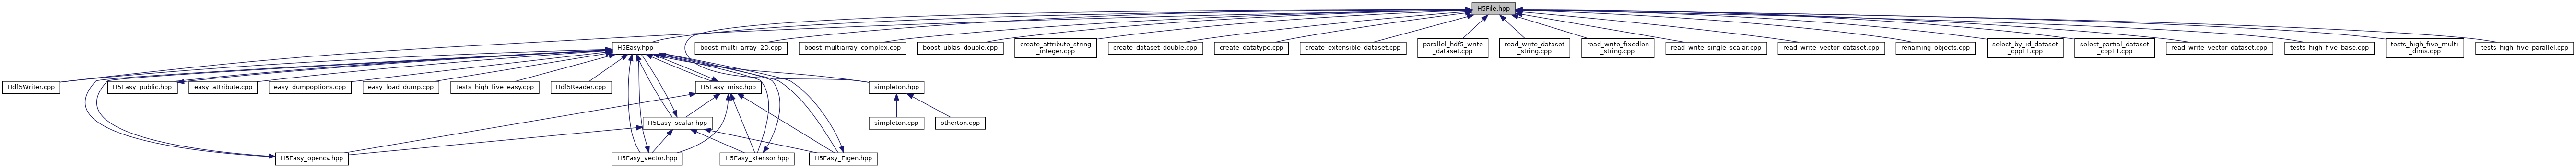 H5File.hpp
H5Easy.hpp
boost_multi_array_2D.cpp
boost_multiarray_complex.cpp
boost_ublas_double.cpp
create_attribute_string
_integer.cpp
create_dataset_double.cpp
create_datatype.cpp
create_extensible_dataset.cpp
parallel_hdf5_write
_dataset.cpp
read_write_dataset
_string.cpp
read_write_fixedlen
_string.cpp
read_write_single_scalar.cpp
read_write_vector_dataset.cpp
renaming_objects.cpp
select_by_id_dataset
_cpp11.cpp
select_partial_dataset
_cpp11.cpp
read_write_vector_dataset.cpp
tests_high_five_base.cpp
tests_high_five_multi
_dims.cpp
tests_high_five_parallel.cpp
Hdf5Writer.cpp
H5Easy_public.hpp
easy_attribute.cpp
easy_dumpoptions.cpp
easy_load_dump.cpp
tests_high_five_easy.cpp
Hdf5Reader.cpp
H5Easy_misc.hpp
simpleton.hpp
H5Easy_scalar.hpp
simpleton.cpp
otherton.cpp
H5Easy_opencv.hpp
H5Easy_vector.hpp
H5Easy_xtensor.hpp
H5Easy_Eigen.hpp